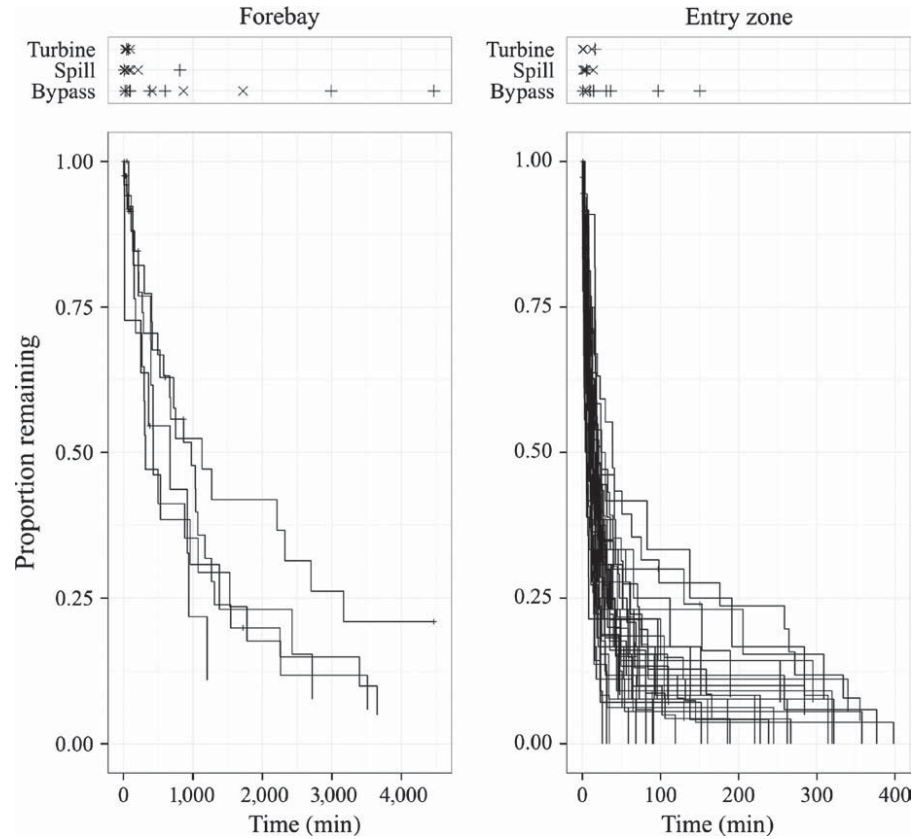 Forebay
Entry zone
Turbine
Spill
Bypass
Turbine
Spill
Bypass
Proportion remaining
1.00
0.75
0.50
0.25
0.00
1.00
0.75
0.50
0.25
0.00
0 1,000 2,000 3,000 4,000
0 100 200 300 400
Time (min)
Time (min)